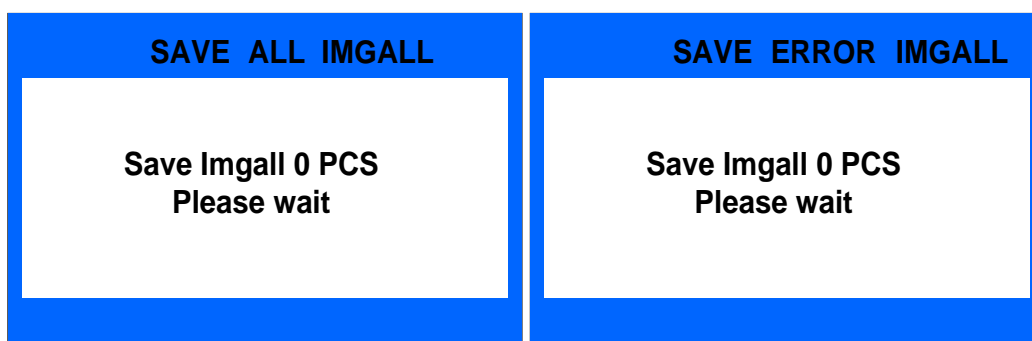 SAVE ALL IMGALL
Save Imgall 0 PCS
Please wait
SAVE ERROR IMGALL
Save Imgall 0 PCS
Please wait